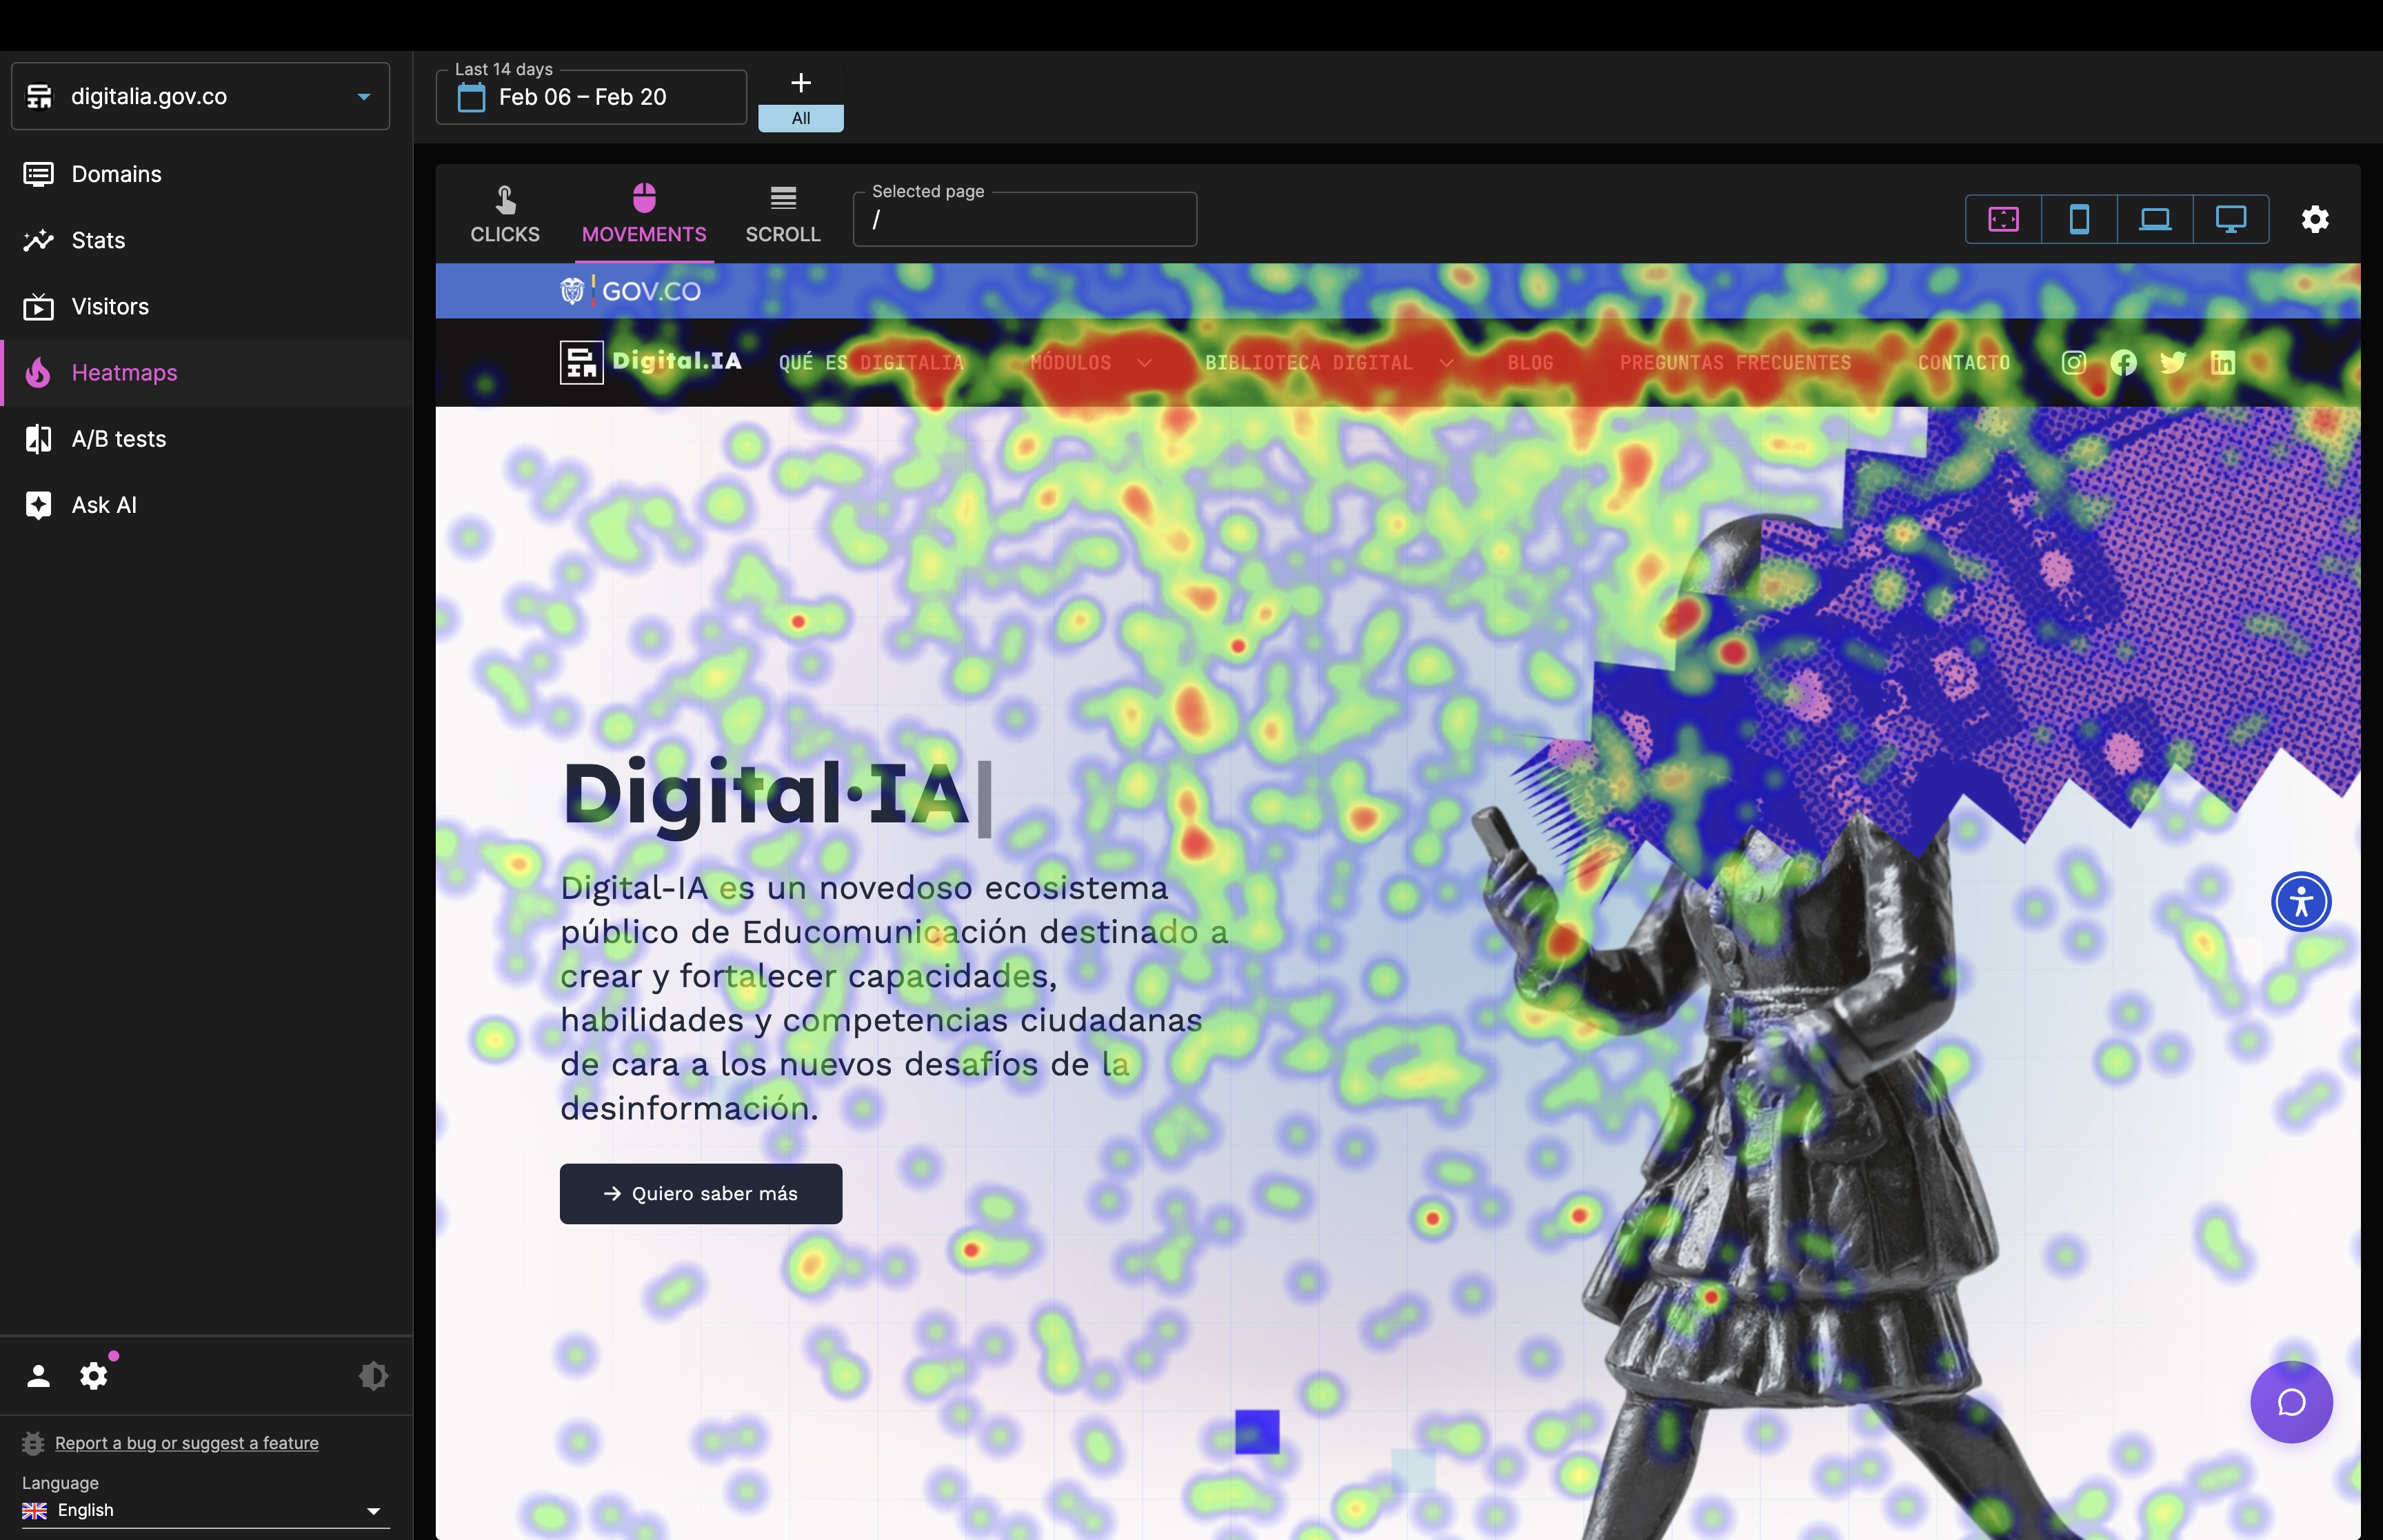 digitalia.gov.co
Domains
Stats
Visitors
Heatmaps
A/B tests
Ask AI
Report a bug or suggest a feature
Language
English
Last 14 days
Feb 06 – Feb 20
+
All
CLICKS
MOVEMENTS
SCROLL
Selected page
/
GOV.CO
Digital.IA QUÉ ES DIGITALIA MÓDULOS BIBLIOTECA DIGITAL BLOG PREGUNTAS FRECUENTES CONTACTO
Digital·IA|
Digital-IA es un novedoso ecosistema
público de Educomunicación destinado a
crear y fortalecer capacidades,
habilidades y competencias ciudadanas
de cara a los nuevos desafíos de la
desinformación.
→ Quiero saber más